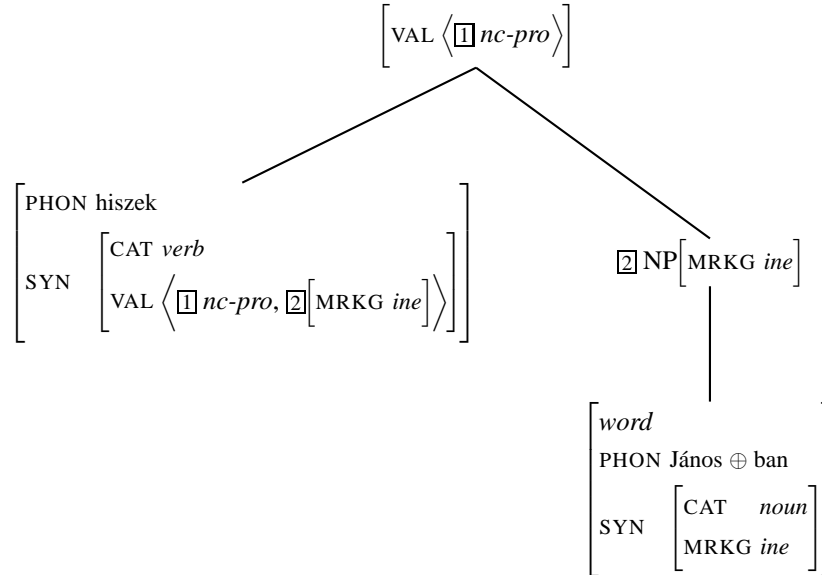 [VAL ⟨[1] nc-pro⟩]
PHON hiszek
SYN [CAT verb
VAL ⟨[1] nc-pro, [2][MRKG ine]⟩]
[2] NP[MRKG ine]
word
PHON János ⊕ ban
SYN [CAT noun
MRKG ine]